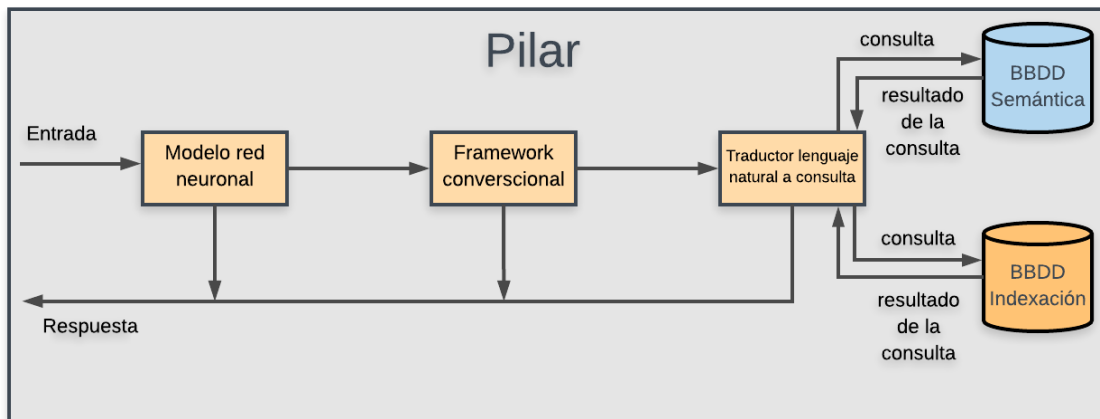 Pilar
consulta
BBDD
Semántica
resultado
de la
consulta
Entrada
Modelo red
neuronal
Framework
converscional
Traductor lenguaje
natural a consulta
consulta
BBDD
Indexación
resultado
de la
consulta
Respuesta